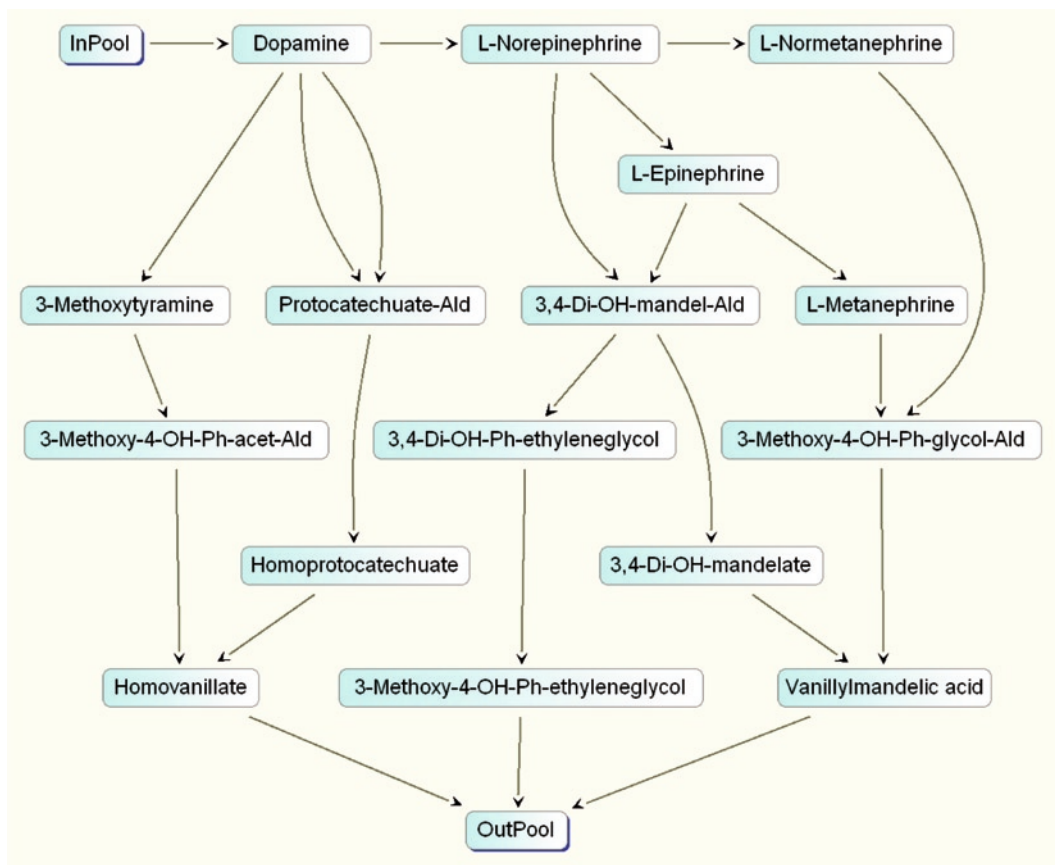 InPool
Dopamine
L-Norepinephrine
L-Normetanephrine
L-Epinephrine
3-Methoxytyramine
Protocatechuate-Ald
3,4-Di-OH-mandel-Ald
L-Metanephrine
3-Methoxy-4-OH-Ph-acet-Ald
3,4-Di-OH-Ph-ethyleneglycol
3-Methoxy-4-OH-Ph-glycol-Ald
Homoprotocatechuate
3,4-Di-OH-mandelate
Homovanillate
3-Methoxy-4-OH-Ph-ethyleneglycol
Vanillylmandelic acid
OutPool